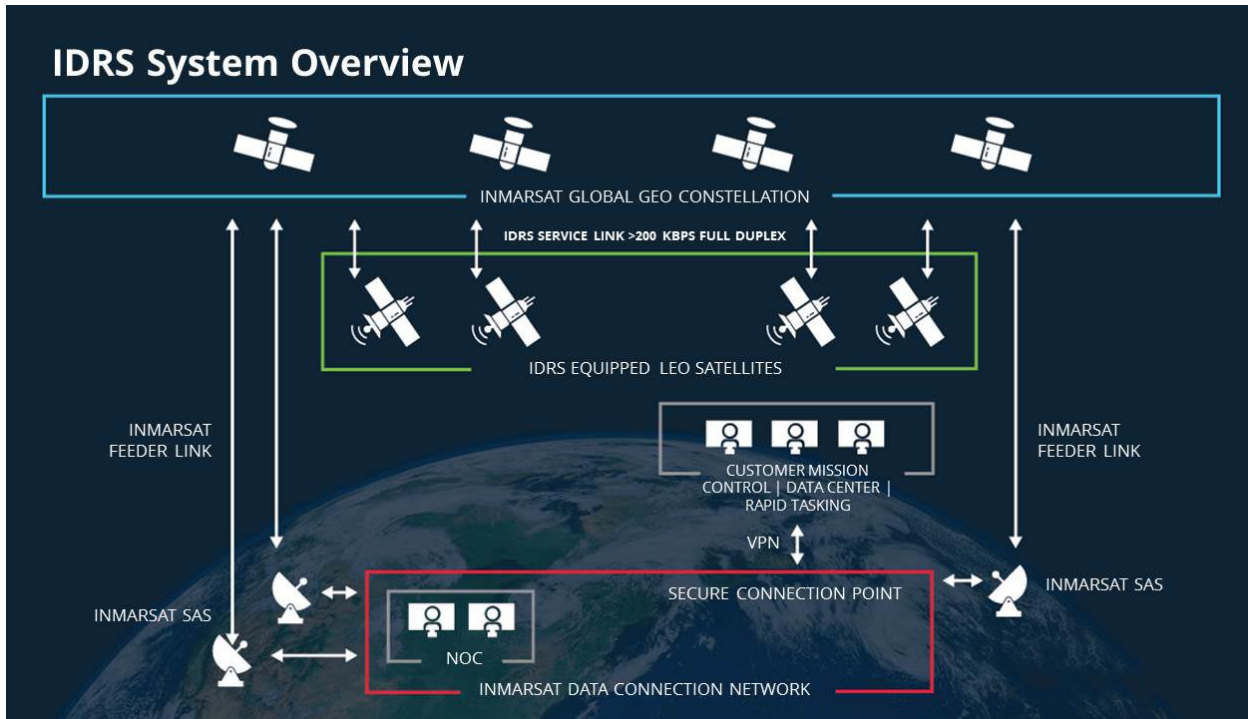 IDRS System Overview
INMARSAT GLOBAL GEO CONSTELLATION
IDRS SERVICE LINK >200 KBPS FULL DUPLEX
IDRS EQUIPPED LEO SATELLITES
INMARSAT
FEEDER LINK
INMARSAT
FEEDER LINK
CUSTOMER MISSION
CONTROL | DATA CENTER |
RAPID TASKING
VPN
INMARSAT SAS
SECURE CONNECTION POINT
INMARSAT SAS
NOC
INMARSAT DATA CONNECTION NETWORK